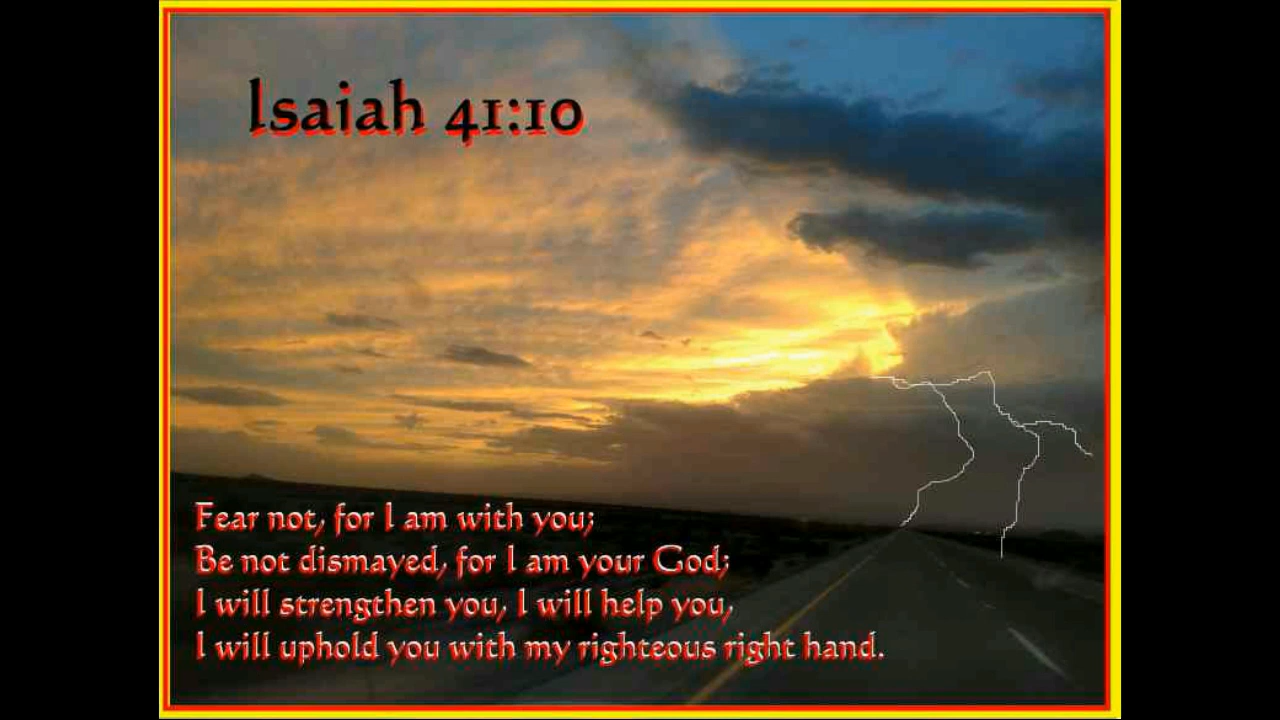 Isaiah 41:10
Fear not, for I am with you;
Be not dismayed, for I am your God;
I will strengthen you, I will help you,
I will uphold you with my righteous right hand.